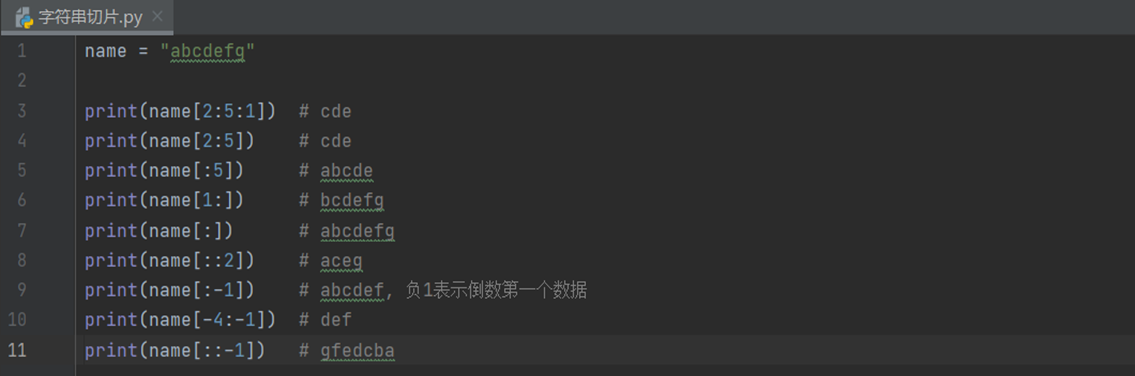 字符串切片.py
1 name = "abcdefg"
2
3 print(name[2:5:1])  # cde
4 print(name[2:5])    # cde
5 print(name[:5])     # abcde
6 print(name[1:])     # bcdefg
7 print(name[:])      # abcdefg
8 print(name[::2])    # aceg
9 print(name[:-1])    # abcdef, 负1表示倒数第一个数据
10 print(name[-4:-1])  # def
11 print(name[::-1])   # gfedcba